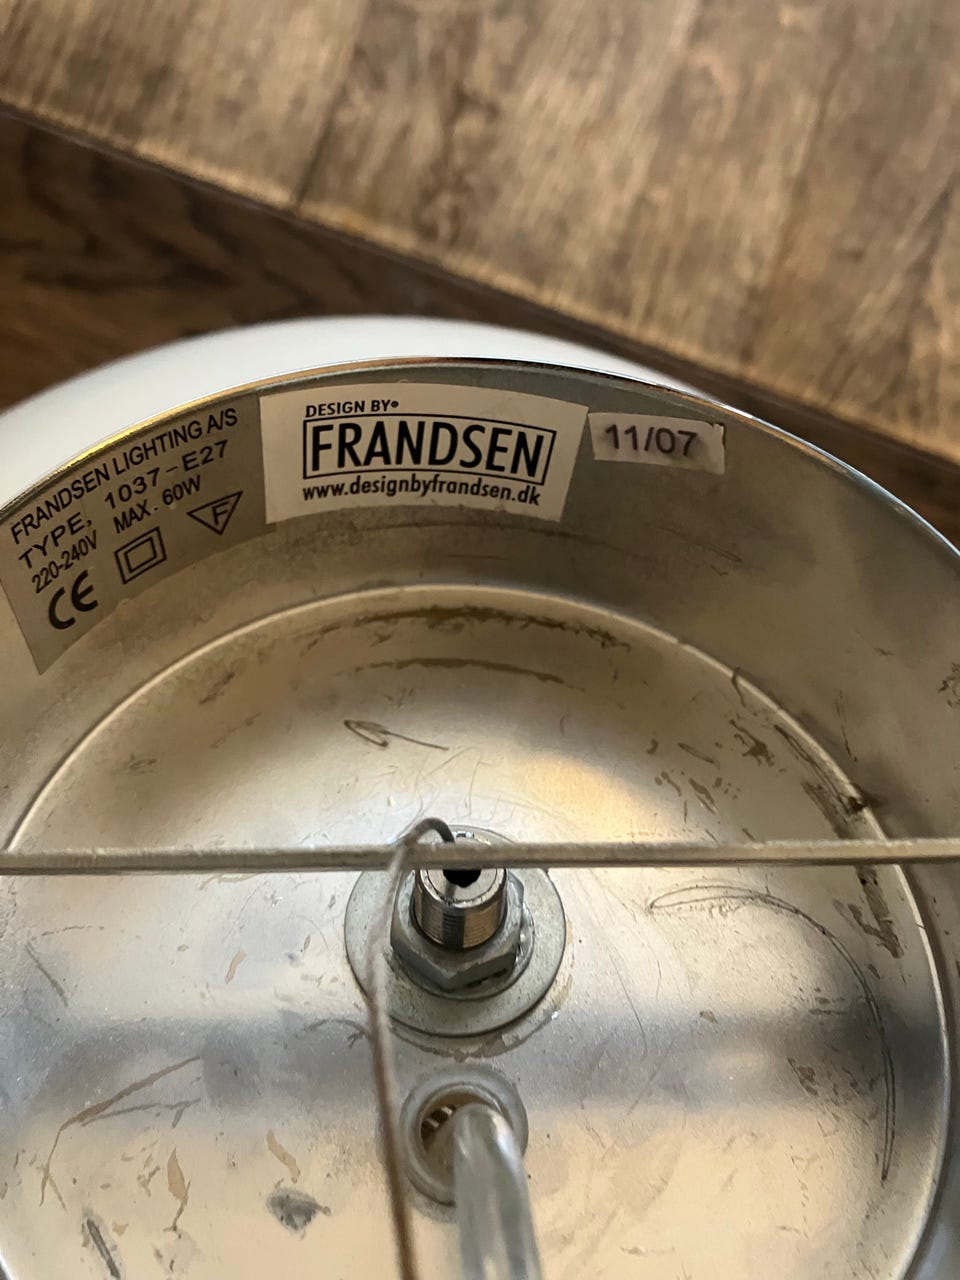 FRANDSEN LIGHTING A/S
TYPE, 1037-E27
220-240V MAX. 60W
CE F
DESIGN BY®
FRANDSEN
www.designbyfrandsen.dk
11/07